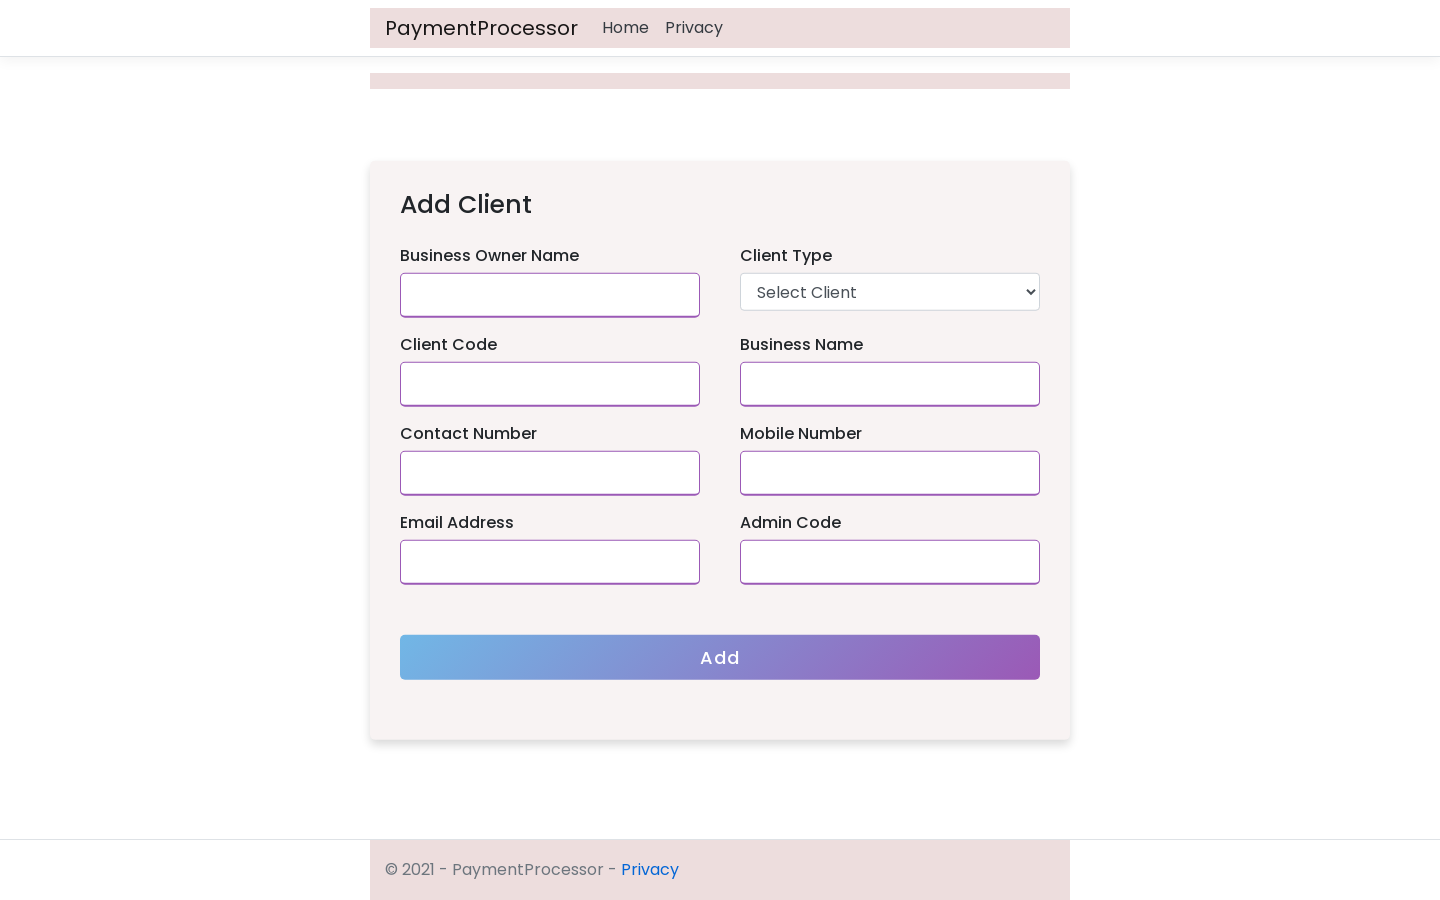 PaymentProcessor Home Privacy
Add Client
Business Owner Name Client Type
Select Client
Client Code Business Name
Contact Number Mobile Number
Email Address Admin Code
Add
© 2021 - PaymentProcessor - Privacy